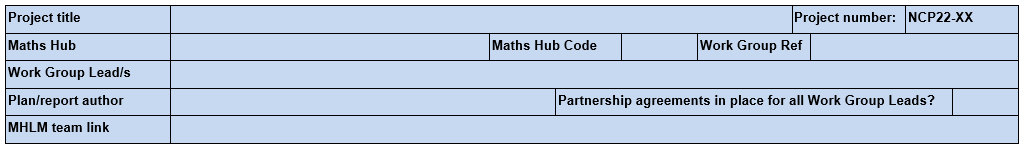 Project title Project number: NCP22-XX
Maths Hub Maths Hub Code Work Group Ref
Work Group Lead/s
Plan/report author Partnership agreements in place for all Work Group Leads?
MHLM team link